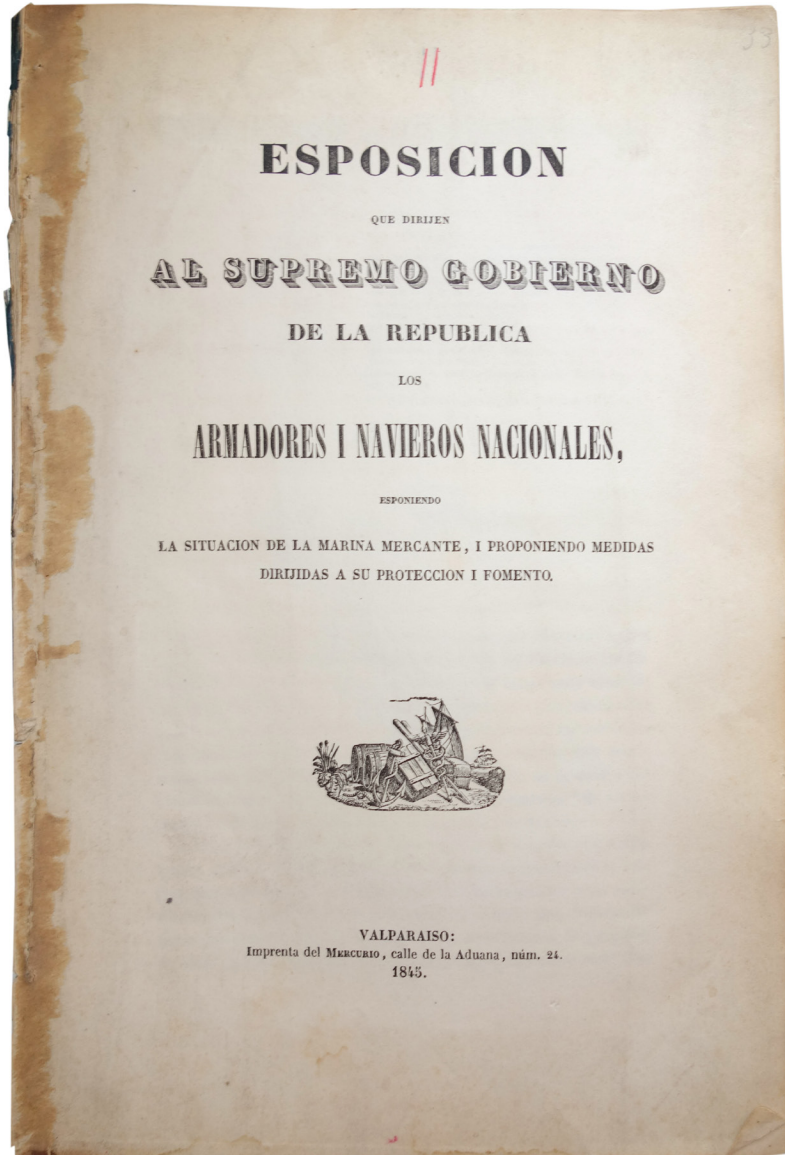 11
33
ESPOSICION
QUE DIRIJEN
AL SUPREMO GOBIERNO
DE LA REPUBLICA
LOS
ARMADORES I NAVIEROS NACIONALES,
ESPONIENDO
LA SITUACION DE LA MARINA MERCANTE, I PROPONIENDO MEDIDAS
DIRIJIDAS A SU PROTECCION I FOMENTO.
VALPARAISO:
Imprenta del MERCURIO, calle de la Aduana, núm. 24.
1845.